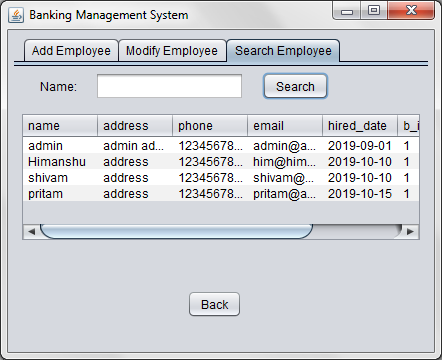 Banking Management System
Add Employee Modify Employee Search Employee
Name: Search
name address phone email hired_date b_i
admin admin ad... 12345678... admin@a... 2019-09-01 1
Himanshu address 12345678... him@him... 2019-10-10 1
shivam address 12345678... shivam@... 2019-10-10 1
pritam address 12345678... pritam@a... 2019-10-15 1
Back